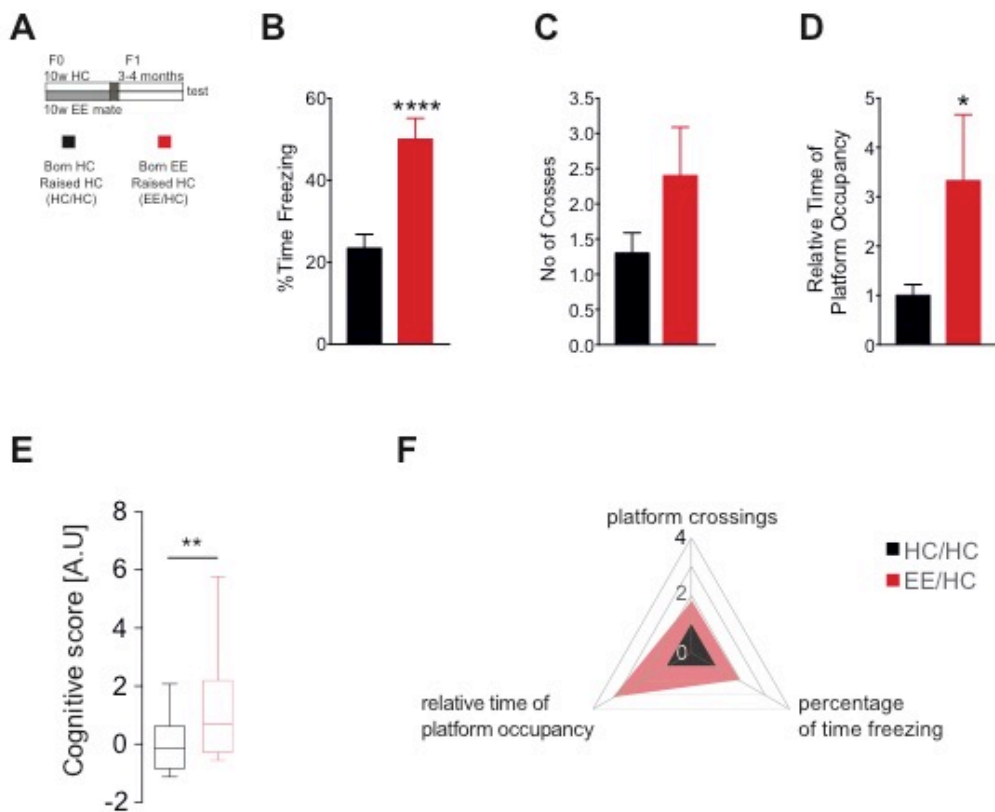 A
F0 F1
10w HC 3-4 months
test
10w EE mate
Born HC
Raised HC
(HC/HC)
Born EE
Raised HC
(EE/HC)
B
%Time Freezing
60
40
20
0
****
C
No of Crosses
3.5
3.0
2.5
2.0
1.5
1.0
0.5
0.0
D
Relative Time of
Platform Occupancy
5
4
3
2
1
0
*
E
Cognitive score [A.U]
8
6
4
2
0
-2
**
F
platform crossings
4
2
0
relative time of
platform occupancy
percentage
of time freezing
HC/HC
EE/HC